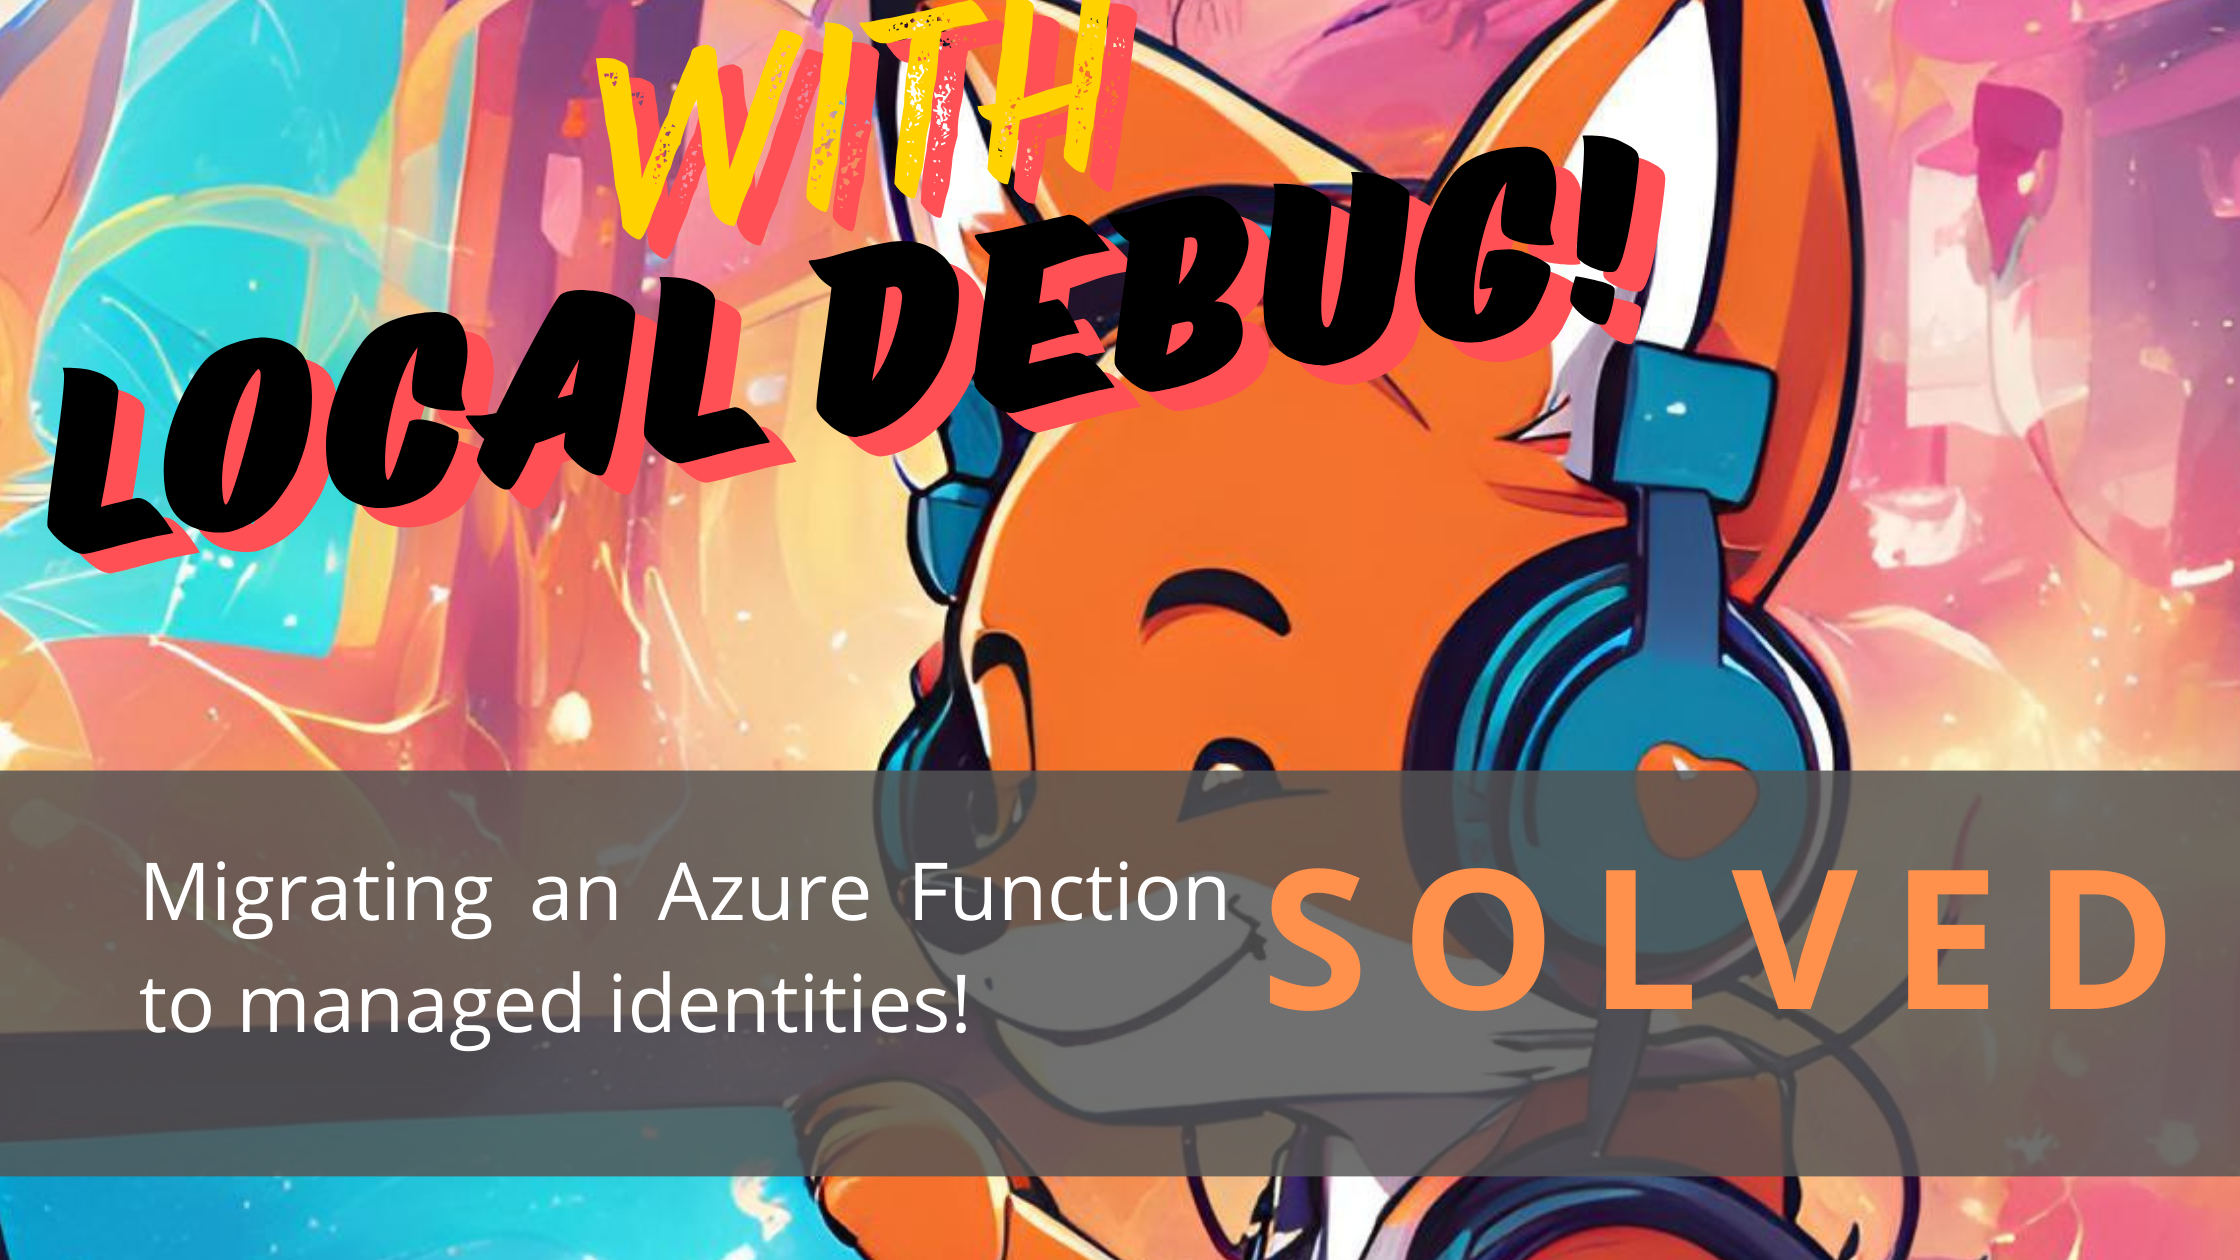 WITH
LOCAL DEBUG!
Migrating an Azure Function
to managed identities!
SOLVED